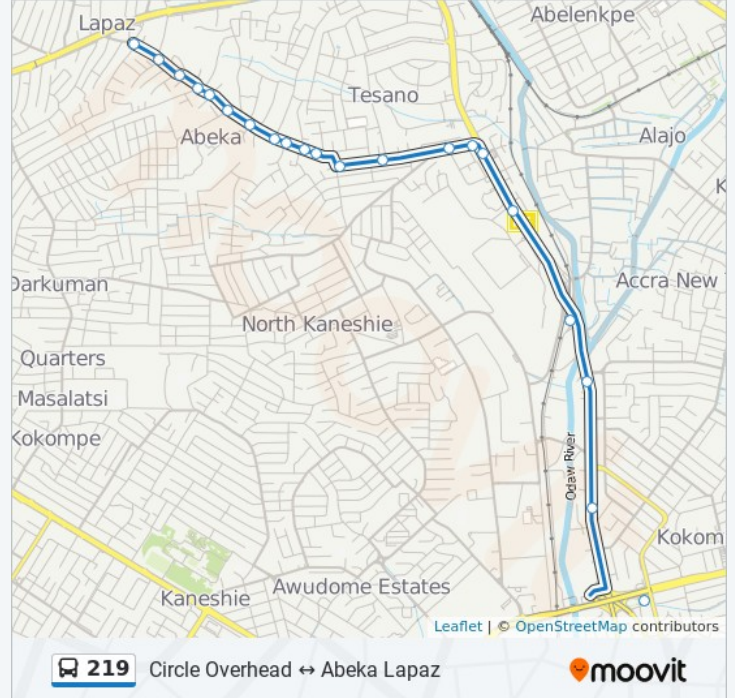 Lapaz
Abelenkpe
Tesano
Abeka
Alajo
K
Darkuman
Accra New
North Kaneshie
Quarters
Masalatsi
Kokompe
Odaw River
Kokom
Awudome Estates
Kaneshie
Leaflet | © OpenStreetMap contributors
219 Circle Overhead ↔ Abeka Lapaz
moovit